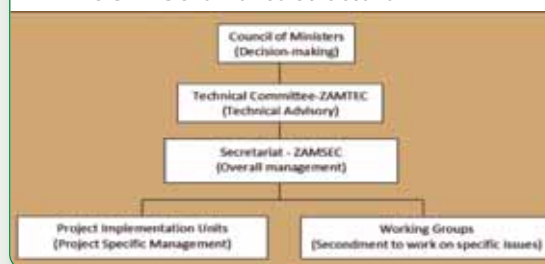 Council of Ministers
(Decision-making)
Technical Committee-ZAMTEC
(Technical Advisory)
Secretariat - ZAMSEC
(Overall management)
Project Implementation Units
(Project Specific Management)
Working Groups
(Secondment to work on specific issues)